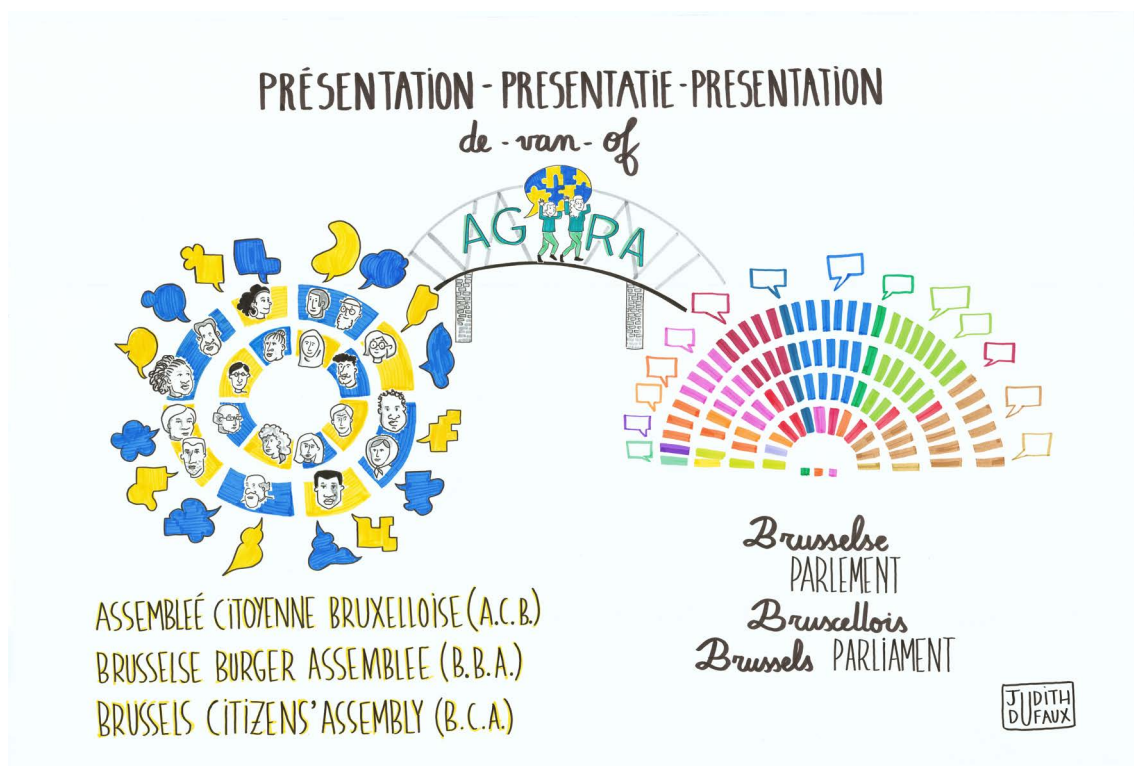 PRÉSENTATION - PRESENTATIE - PRESENTATION
de - van - of
AGORA
ASSEMBLEÉ CITOYENNE BRUXELLOISE (A.C.B.)
BRUSSELSE BURGER ASSEMBLEE (B.B.A.)
BRUSSELS CITIZENS' ASSEMBLY (B.C.A.)
Brusselse
PARLEMENT
Bruxellois
Brussels PARLIAMENT
JUDITH
DUFAUX